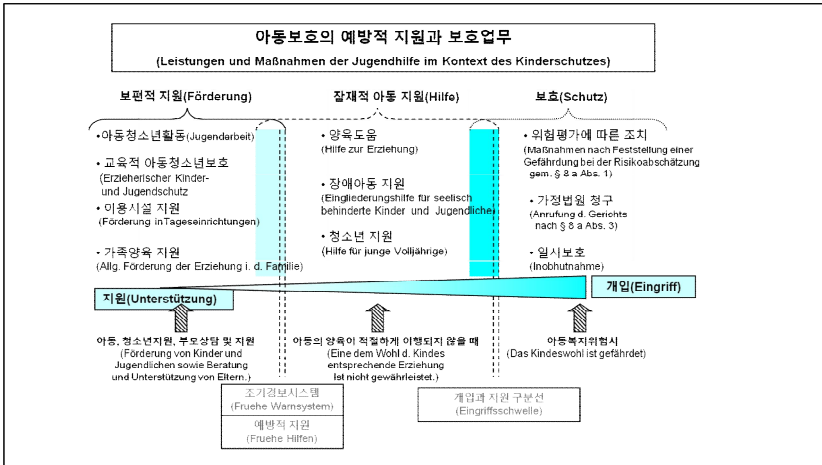 아동보호의 예방적 지원과 보호업무
(Leistungen und Maßnahmen der Jugendhilfe im Kontext des Kinderschutzes)
보편적 지원(Förderung)
•아동청소년활동(Jugendarbeit)
• 교육적 아동청소년보호
(Erzieherischer Kinder-
und Jugendschutz
• 이용시설 지원
(Förderung inTageseinrichtungen)
- 가족양육 지원
(Allg. Förderung der Erziehung i. d. Familie)
잠재적 아동 지원(Hilfe)
• 양육도움
(Hilfe zur Erziehung)
• 장애아동 지원
(Eingliederungshilfe für seelisch
behinderte Kinder und Jugendliche)
• 청소년 지원
(Hilfe für junge Volljährige)
보호(Schutz)
• 위험평가에 따른 조치
(Maßnahmen nach Feststellung einer
Gefährdung bei der Risikoabschätzung
gem. § 8 a Abs. 1)
• 가정법원 청구
(Anrufung d. Gerichts
nach § 8 a Abs. 3)
• 일시보호
(Inobhutnahme)
지원(Unterstützung)
개입(Eingriff)
아동, 청소년지원, 부모상담 및 지원
(Förderung von Kinder und
Jugendlichen sowie Beratung
und Unterstützung von Eltern.)
아동의 양육이 적절하게 이행되지 않을 때
(Eine dem Wohl d. Kindes
entsprechende Erziehung
Ist nicht gewährleistet.)
아동복지위험시
(Das Kindeswohl ist gefährdet)
조기경보시스템
(Fruehe Warnsystem)
예방적 지원
(Fruehe Hilfen)
개입과 지원 구분선
(Eingriffsschwelle)